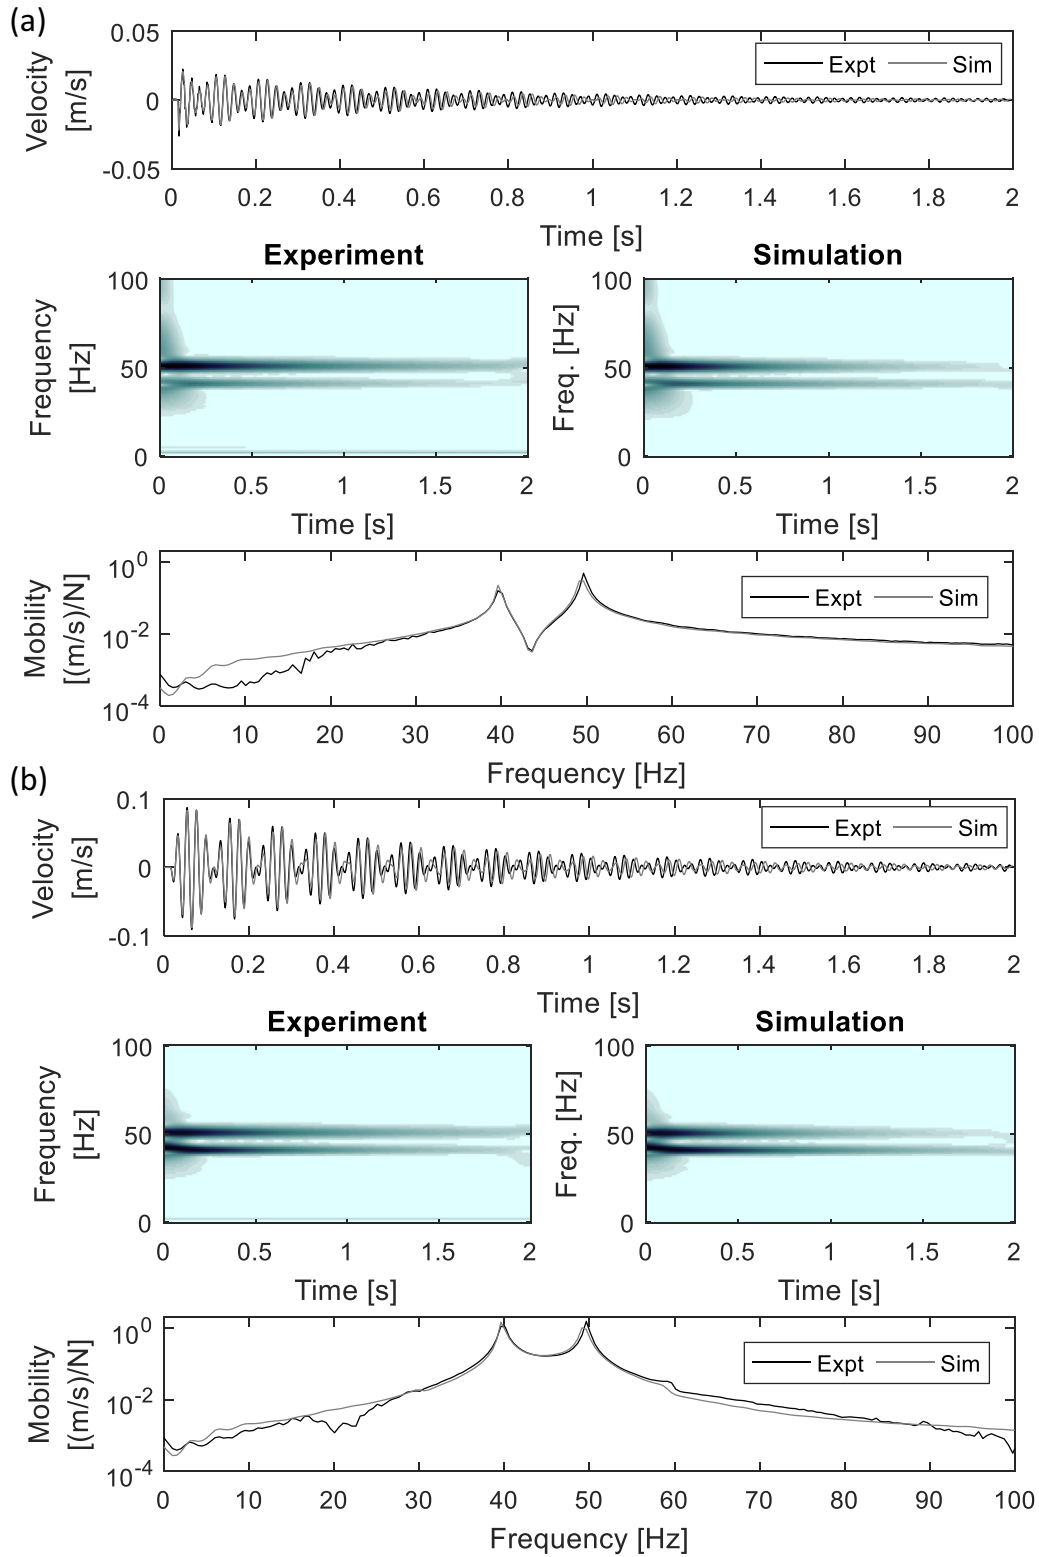 (a)
0.05
0
-0.05
Velocity
[m/s]
Expt Sim
0 0.2 0.4 0.6 0.8 1 1.2 1.4 1.6 1.8 2
Time [s]
Experiment
100
50
0
Frequency
[Hz]
0 0.5 1 1.5 2
Time [s]
Simulation
100
50
0
Freq. [Hz]
0 0.5 1 1.5 2
Time [s]
10^0
10^-2
10^-4
Mobility
[(m/s)/N]
Expt Sim
0 10 20 30 40 50 60 70 80 90 100
Frequency [Hz]
(b)
0.1
0
-0.1
Velocity
[m/s]
Expt Sim
0 0.2 0.4 0.6 0.8 1 1.2 1.4 1.6 1.8 2
Time [s]
Experiment
100
50
0
Frequency
[Hz]
0 0.5 1 1.5 2
Time [s]
Simulation
100
50
0
Freq. [Hz]
0 0.5 1 1.5 2
Time [s]
10^0
10^-2
10^-4
Mobility
[(m/s)/N]
Expt Sim
0 10 20 30 40 50 60 70 80 90 100
Frequency [Hz]